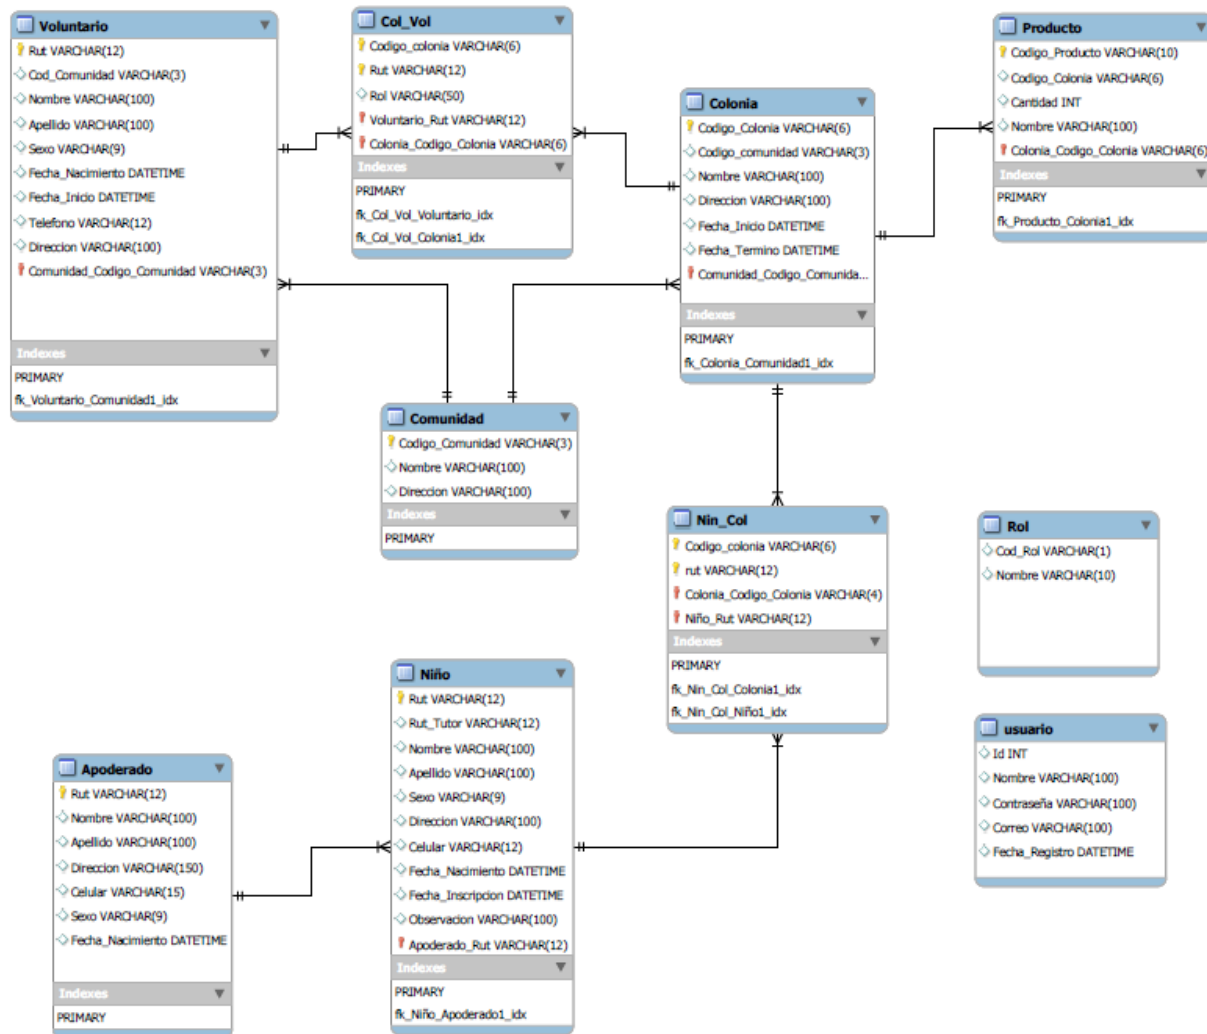 Voluntario
Rut VARCHAR(12)
Cod_Comunidad VARCHAR(3)
Nombre VARCHAR(100)
Apellido VARCHAR(100)
Sexo VARCHAR(9)
Fecha_Nacimiento DATETIME
Fecha_Inicio DATETIME
Telefono VARCHAR(12)
Direccion VARCHAR(100)
Comunidad_Codigo_Comunidad VARCHAR(3)
Indexes
PRIMARY
fk_Voluntario_Comunidad1_idx
Col_Vol
Codigo_colonia VARCHAR(6)
Rut VARCHAR(12)
Rol VARCHAR(50)
Voluntario_Rut VARCHAR(12)
Colonia_Codigo_Colonia VARCHAR(6)
Indexes
PRIMARY
fk_Col_Vol_Voluntario_idx
fk_Col_Vol_Colonia1_idx
Colonia
Codigo_Colonia VARCHAR(6)
Codigo_comunidad VARCHAR(3)
Nombre VARCHAR(100)
Direccion VARCHAR(100)
Fecha_Inicio DATETIME
Fecha_Termino DATETIME
Comunidad_Codigo_Comunida...
Indexes
PRIMARY
fk_Colonia_Comunidad1_idx
Producto
Codigo_Producto VARCHAR(10)
Codigo_Colonia VARCHAR(6)
Cantidad INT
Nombre VARCHAR(100)
Colonia_Codigo_Colonia VARCHAR(6)
Indexes
PRIMARY
fk_Producto_Colonia1_idx
Comunidad
Codigo_Comunidad VARCHAR(3)
Nombre VARCHAR(100)
Direccion VARCHAR(100)
Indexes
PRIMARY
Nin_Col
Codigo_colonia VARCHAR(6)
rut VARCHAR(12)
Colonia_Codigo_Colonia VARCHAR(4)
Niño_Rut VARCHAR(12)
Indexes
PRIMARY
fk_Nin_Col_Colonia1_idx
fk_Nin_Col_Niño1_idx
Rol
Cod_Rol VARCHAR(1)
Nombre VARCHAR(10)
Niño
Rut VARCHAR(12)
Rut_Tutor VARCHAR(12)
Nombre VARCHAR(100)
Apellido VARCHAR(100)
Sexo VARCHAR(9)
Direccion VARCHAR(100)
Celular VARCHAR(12)
Fecha_Nacimiento DATETIME
Fecha_Inscripcion DATETIME
Observacion VARCHAR(100)
Apoderado_Rut VARCHAR(12)
Indexes
PRIMARY
fk_Niño_Apoderado1_idx
usuario
Id INT
Nombre VARCHAR(100)
Contraseña VARCHAR(100)
Correo VARCHAR(100)
Fecha_Registro DATETIME
Apoderado
Rut VARCHAR(12)
Nombre VARCHAR(100)
Apellido VARCHAR(100)
Direccion VARCHAR(150)
Celular VARCHAR(15)
Sexo VARCHAR(9)
Fecha_Nacimiento DATETIME
Indexes
PRIMARY